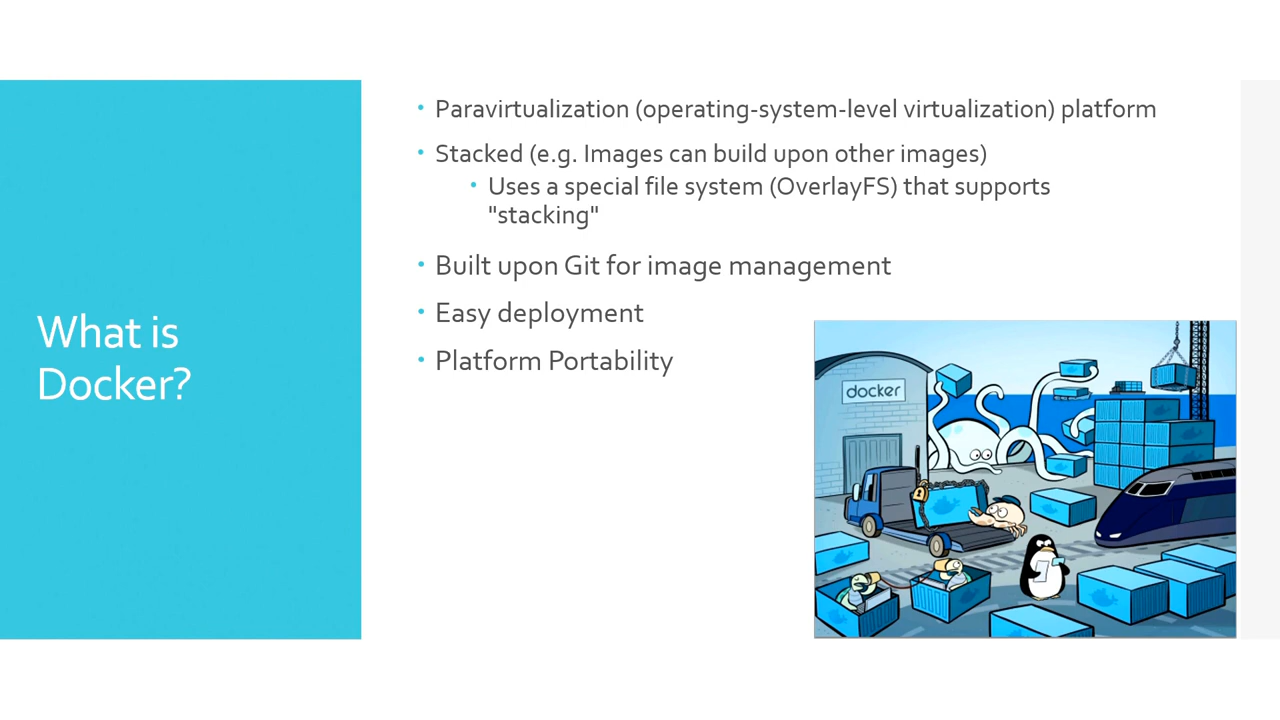 What is
Docker?
• Paravirtualization (operating-system-level virtualization) platform
• Stacked (e.g. Images can build upon other images)
• Uses a special file system (OverlayFS) that supports
"stacking"
• Built upon Git for image management
• Easy deployment
• Platform Portability
docker